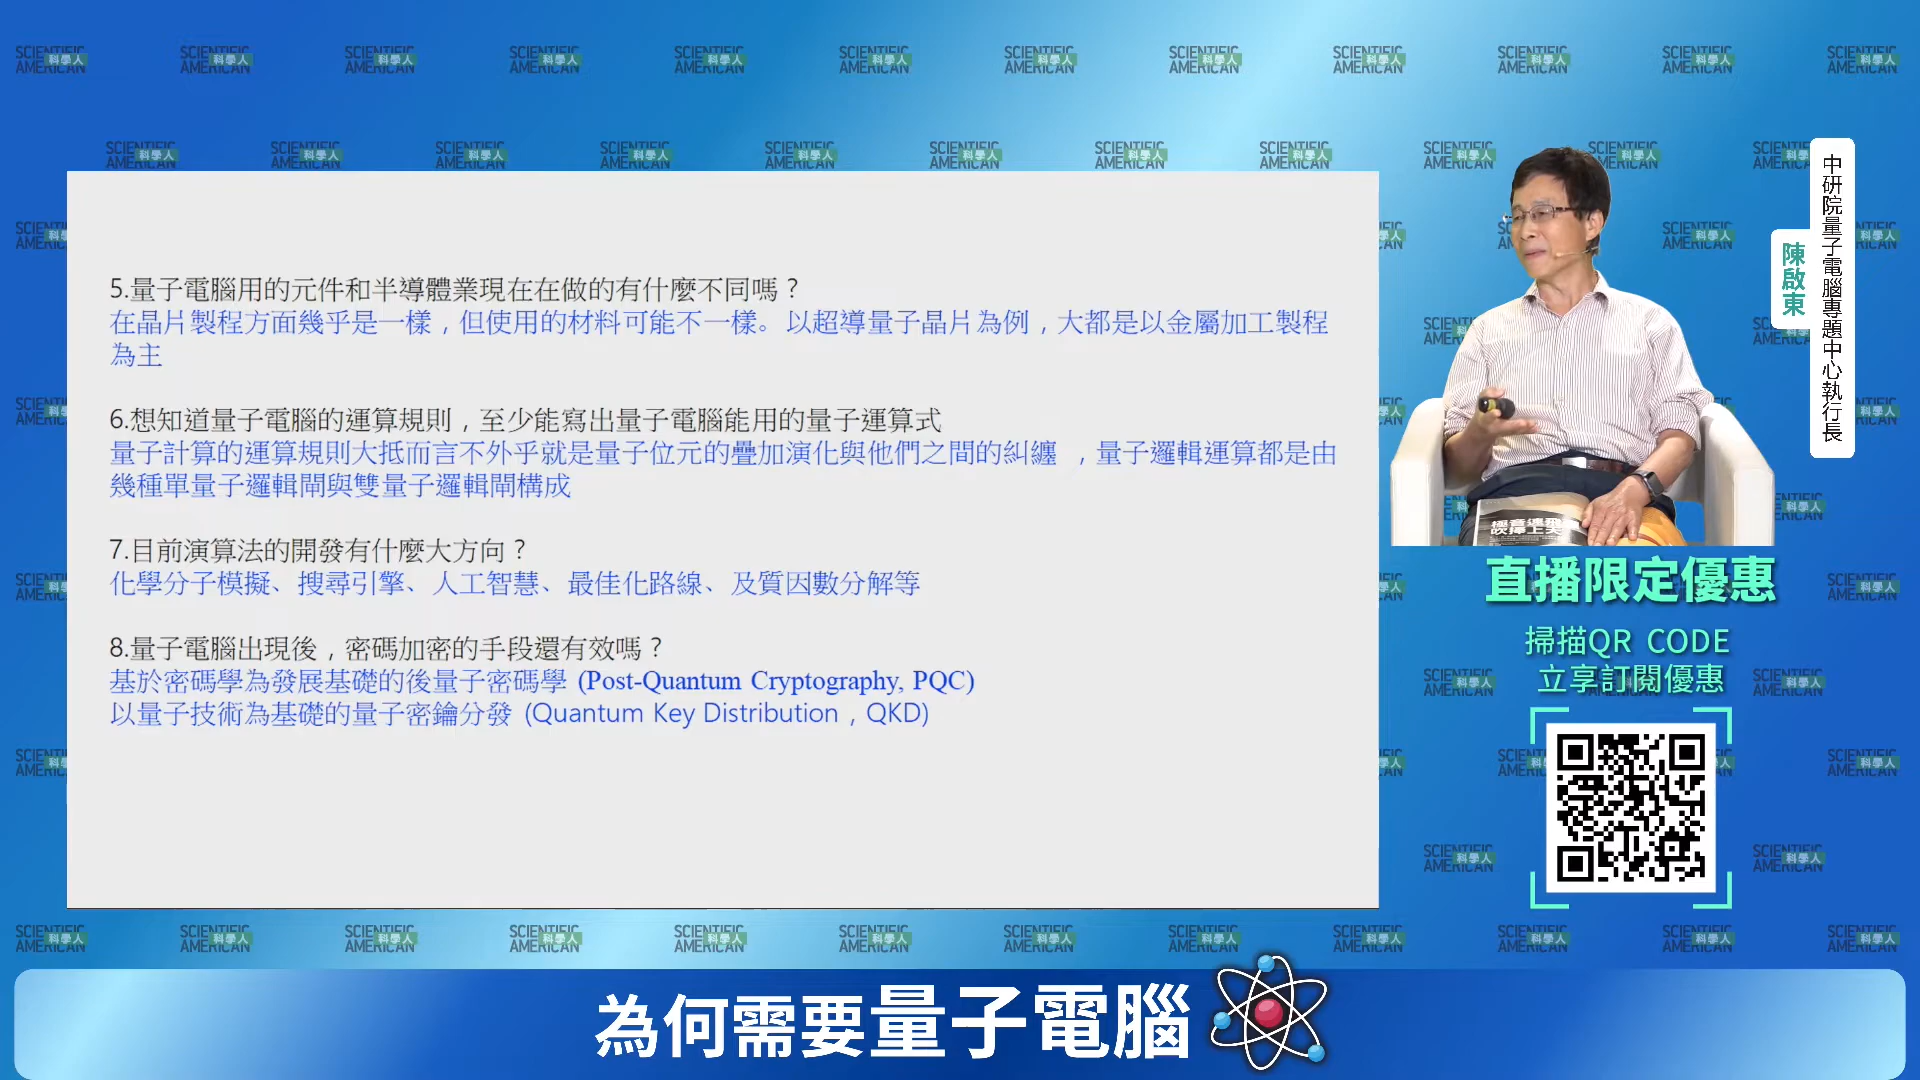 SCIENTIFIC AMERICAN 科學人
5.量子電腦用的元件和半導體業現在在做的有什麼不同嗎？
在晶片製程方面幾乎是一樣，但使用的材料可能不一樣。以超導量子晶片為例，大都是以金屬加工製程
為主
6.想知道量子電腦的運算規則，至少能寫出量子電腦能用的量子運算式
量子計算的運算規則大抵而言不外乎就是量子位元的疊加演化與他們之間的糾纏 ，量子邏輯運算都是由
幾種單量子邏輯閘與雙量子邏輯閘構成
7.目前演算法的開發有什麼大方向？
化學分子模擬、搜尋引擎、人工智慧、最佳化路線、及質因數分解等
8.量子電腦出現後，密碼加密的手段還有效嗎？
基於密碼學為發展基礎的後量子密碼學 (Post-Quantum Cryptography, PQC)
以量子技術為基礎的量子密鑰分發 (Quantum Key Distribution，QKD)
中研院量子電腦專題中心執行長
陳啟東
極音速飛
吹捧上天
直播限定優惠
掃描QR CODE
立享訂閱優惠
為何需要量子電腦